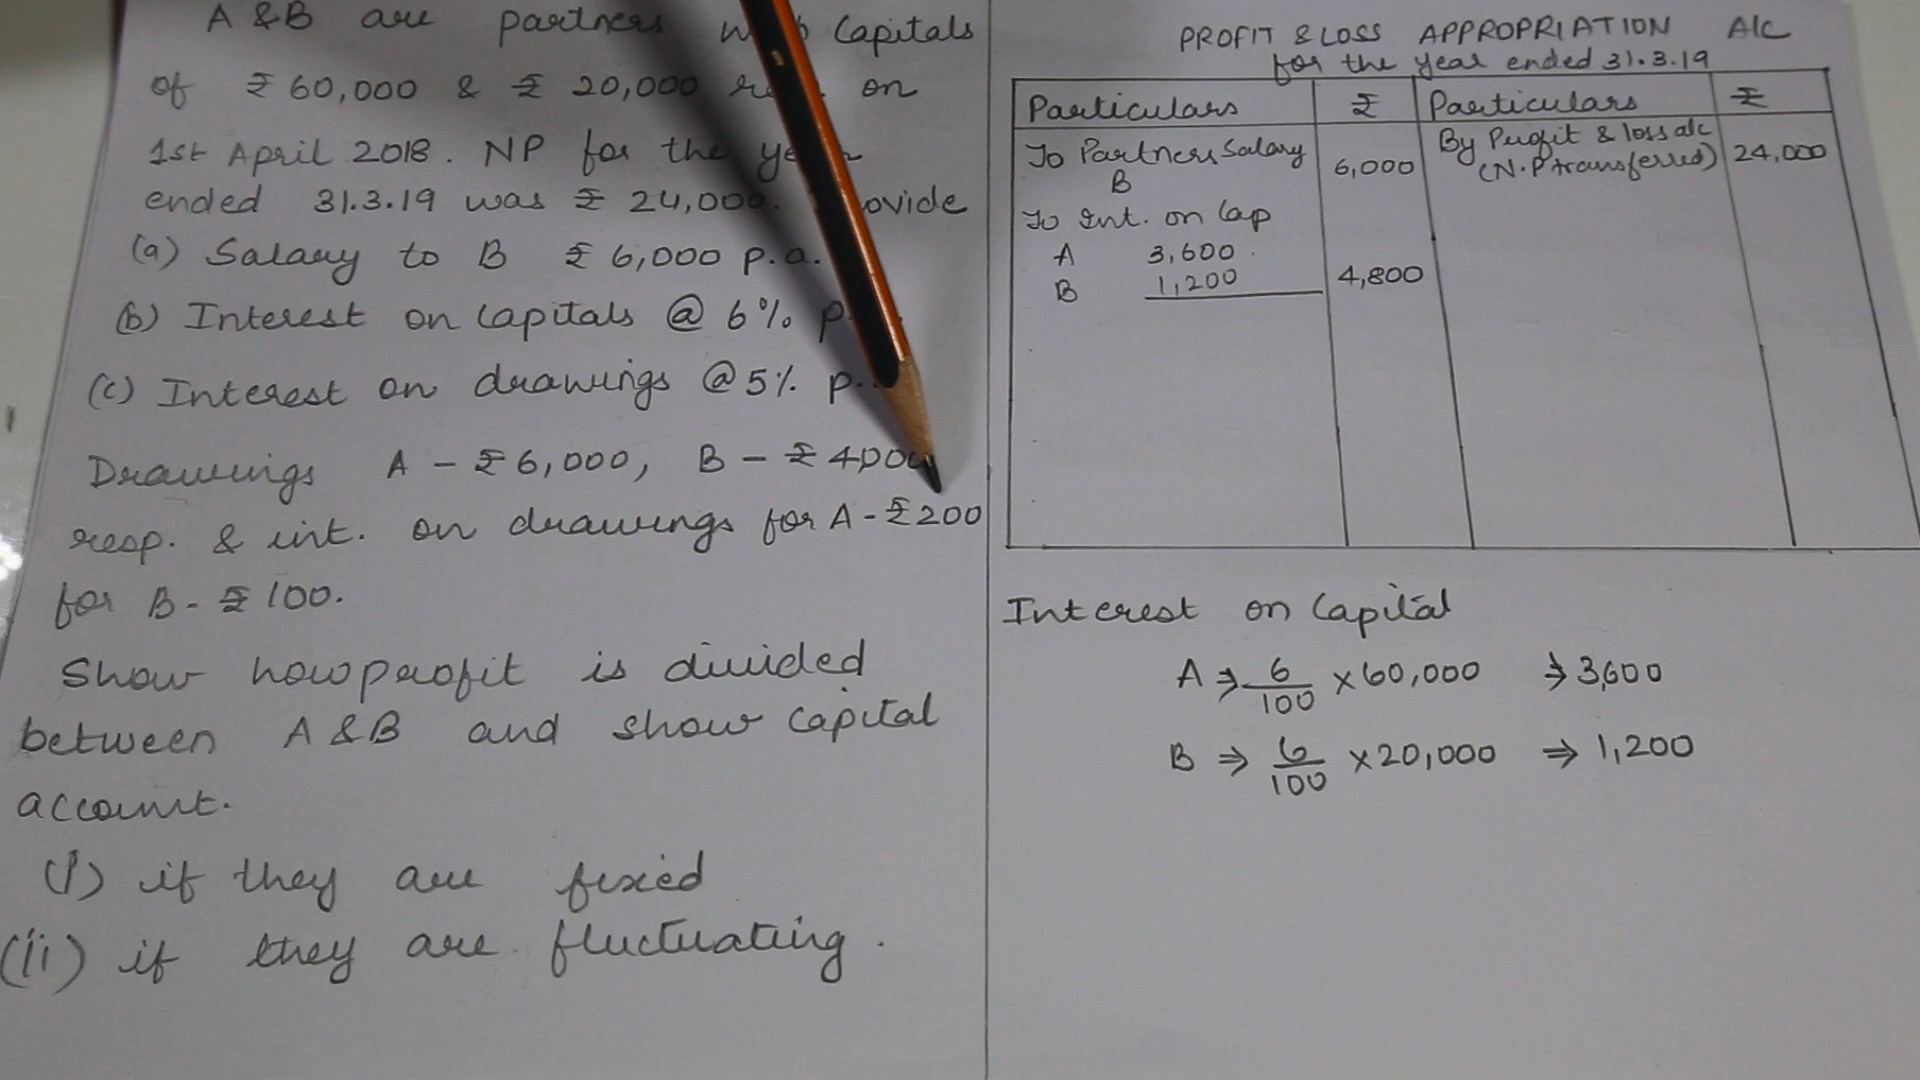 A & B are partners Capitals
of ₹ 60,000 & ₹ 20,000 on
1st April 2018. NP for the year
ended 31.3.19 was ₹ 24,000.
(a) Salary to B ₹ 6,000 p.a.
(b) Interest on Capitals @ 6% p.
(c) Interest on drawings @ 5% p.
Drawings A - ₹ 6,000, B - ₹ 4,000
resp. & int. on drawings for A - ₹ 200
for B - ₹ 100.
Show how profit is divided
between A & B and show capital
account.
(i) if they are fixed
(ii) if they are fluctuating.
PROFIT & LOSS APPROPRIATION A/C
for the year ended 31.3.19
Particulars ₹ Particulars ₹
To Partners Salary By Profit & loss a/c
B 6,000 (N.P transferred) 24,000
To Int. on Cap
A 3,600
B 1,200 4,800
Interest on Capital
A ⇒ 6/100 × 60,000 ⇒ 3,600
B ⇒ 6/100 × 20,000 ⇒ 1,200